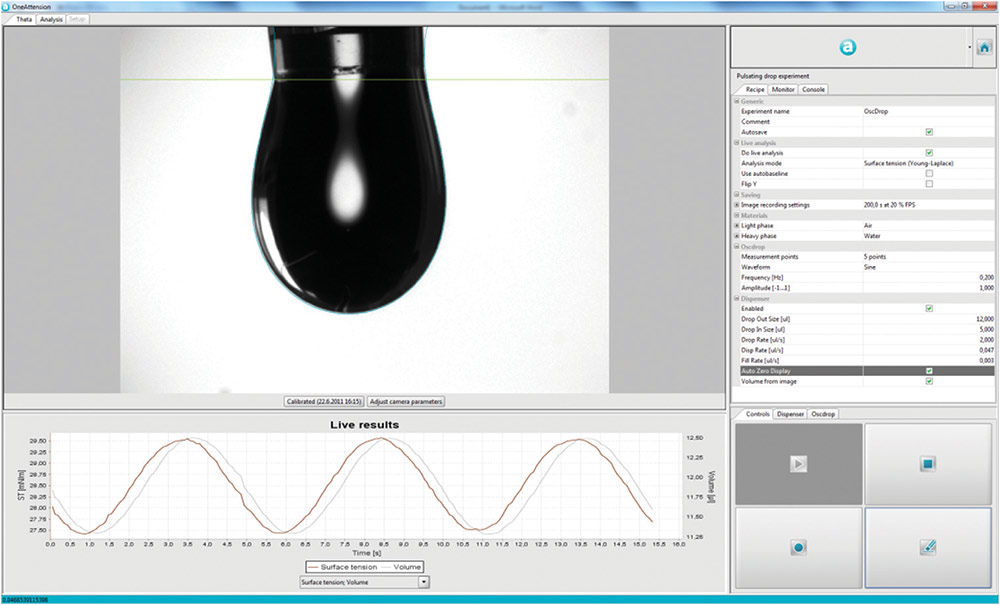 OneAttension
Document1 - Microsoft Word
Theta Analysis Setup
a
Pulsating drop experiment
Recipe Monitor Console
Generic
Experiment name OscDrop
Comment
Autosave
Live analysis
Do live analysis
Analysis mode Surface tension (Young-Laplace)
Use autobaseline
Flip Y
Saving
Image recording settings 200,0 s at 20 % FPS
Materials
Light phase Air
Heavy phase Water
Oscdrop
Measurement points 5 points
Waveform Sine
Frequency [Hz] 0,200
Amplitude [-1...1] 1,000
Dispenser
Enabled
Drop Out Size [ul] 12,000
Drop In Size [ul] 5,000
Drop Rate [ul/s] 2,000
Disp Rate [ul/s] 0,047
Fill Rate [ul/s] 0,003
Auto Zero Display
Volume from image
Calibrated (22.6.2011 16:15) Adjust camera parameters
Controls Dispenser Oscdrop
Live results
ST [mN/m]
29.50
29.25
29.00
28.75
28.50
28.25
28.00
27.75
27.50
12.50
12.25
12.00
11.75
11.50
11.25
Volume [µl]
0.0 0.5 1.0 1.5 2.0 2.5 3.0 3.5 4.0 4.5 5.0 5.5 6.0 6.5 7.0 7.5 8.0 8.5 9.0 9.5 10.0 10.5 11.0 11.5 12.0 12.5 13.0 13.5 14.0 14.5 15.0 15.5 16.0
Time [s]
Surface tension Volume
Surface tension; Volume